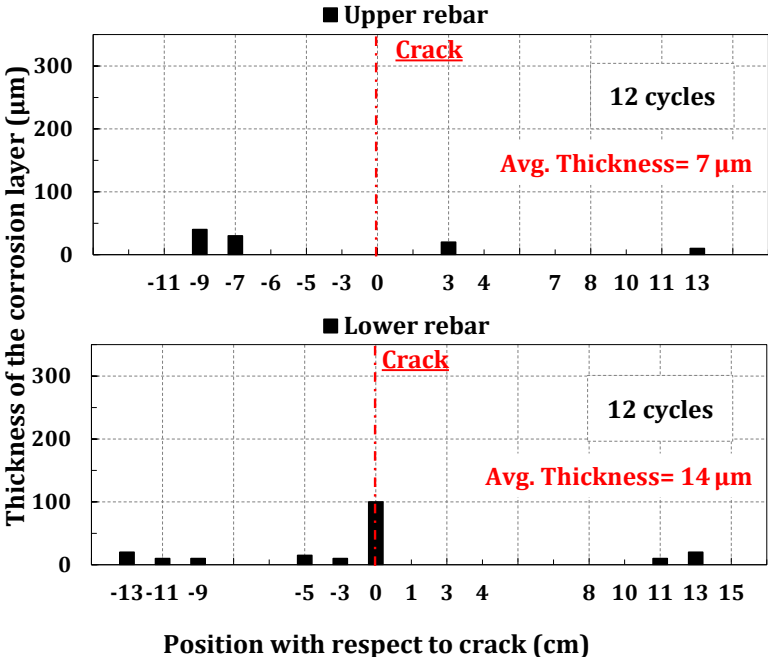 ■ Upper rebar
Crack
12 cycles
Avg. Thickness= 7 µm
300
200
100
0
-11 -9 -7 -6 -5 -3 0 3 4 7 8 10 11 13
Thickness of the corrosion layer (µm)
■ Lower rebar
Crack
12 cycles
Avg. Thickness= 14 µm
300
200
100
0
-13 -11 -9 -5 -3 0 1 3 4 8 10 11 13 15
Position with respect to crack (cm)